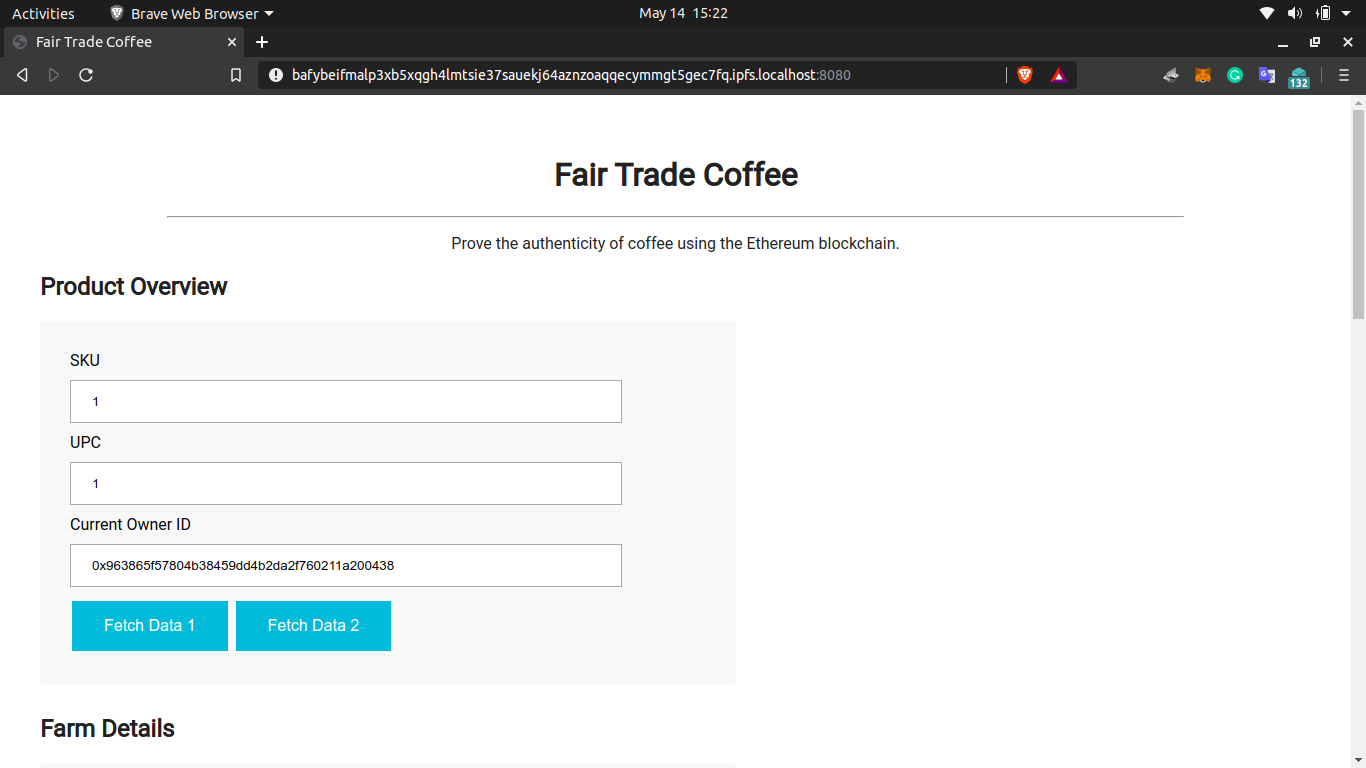 Activities
Brave Web Browser
May 14 15:22
Fair Trade Coffee
bafybeifmalp3xb5xqgh4lmtsie37sauekj64aznzoaqqecymmgt5gec7fq.ipfs.localhost:8080
132
Fair Trade Coffee
Prove the authenticity of coffee using the Ethereum blockchain.
Product Overview
SKU
1
UPC
1
Current Owner ID
0x963865f57804b38459dd4b2da2f760211a200438
Fetch Data 1
Fetch Data 2
Farm Details